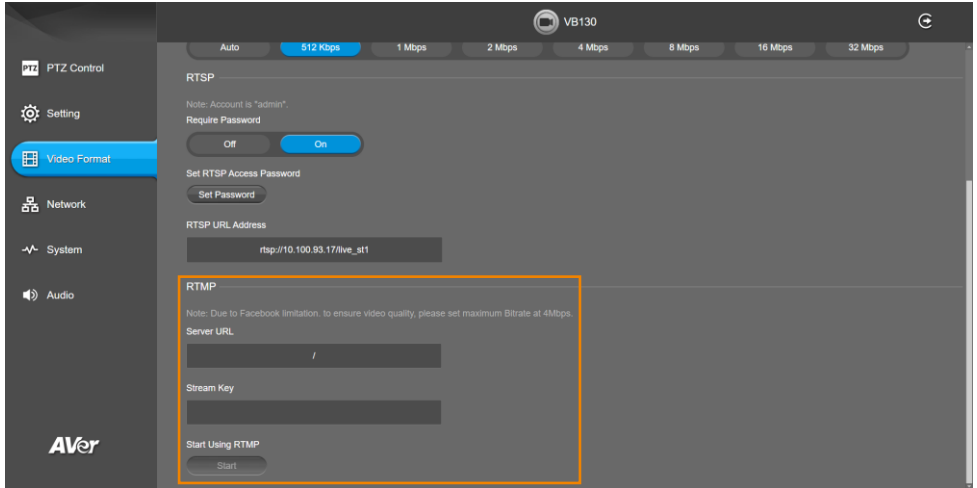 VB130
Auto 512 Kbps 1 Mbps 2 Mbps 4 Mbps 8 Mbps 16 Mbps 32 Mbps
PTZ PTZ Control
Setting
Video Format
Network
System
Audio
AVer
RTSP
Note: Account is "admin".
Require Password
Off On
Set RTSP Access Password
Set Password
RTSP URL Address
rtsp://10.100.93.17/live_st1
RTMP
Note: Due to Facebook limitation. to ensure video quality, please set maximum Bitrate at 4Mbps.
Server URL
/
Stream Key
Start Using RTMP
Start